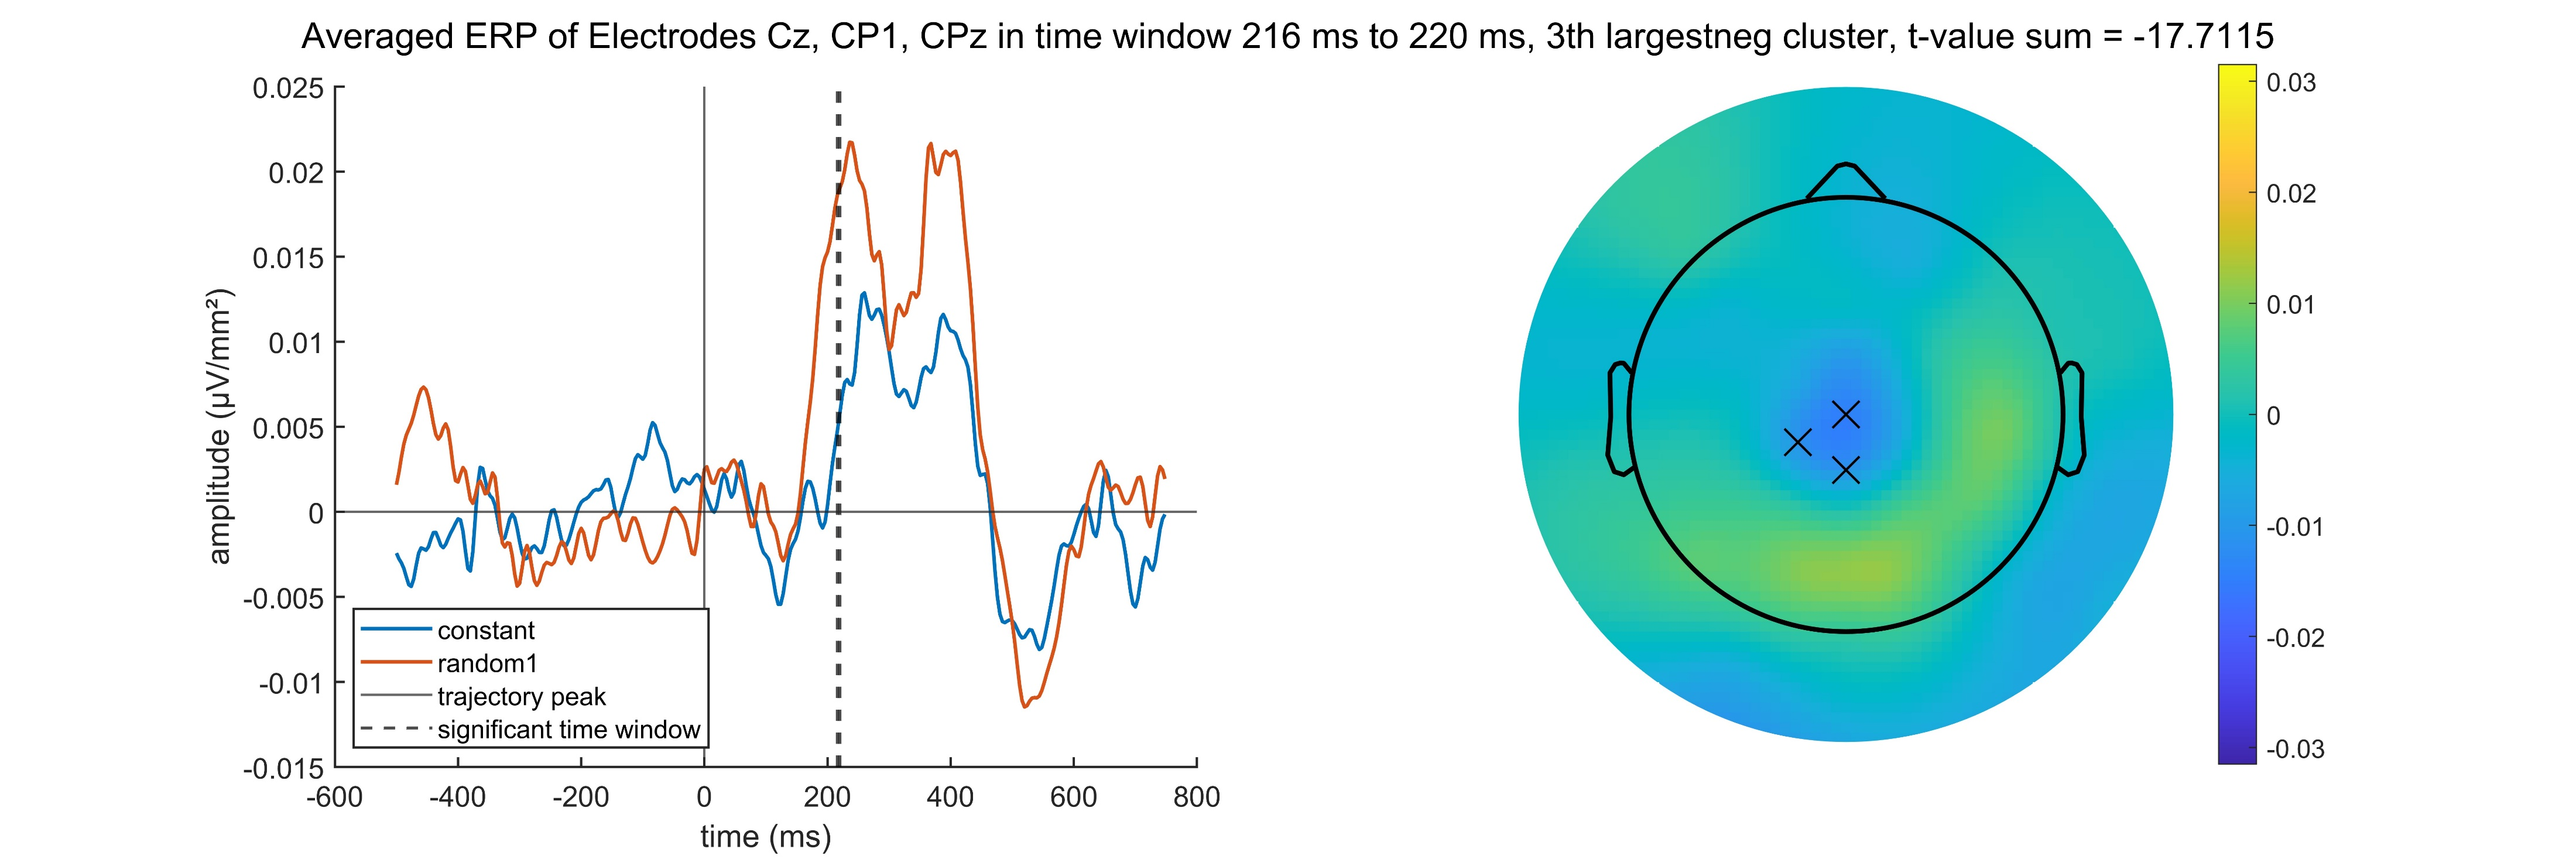 Averaged ERP of Electrodes Cz, CP1, CPz in time window 216 ms to 220 ms, 3th largestneg cluster, t-value sum = -17.7115
amplitude (µV/mm²)
0.025
0.02
0.015
0.01
0.005
0
-0.005
-0.01
-0.015
constant
random1
trajectory peak
significant time window
-600 -400 -200 0 200 400 600 800
time (ms)
0.03
0.02
0.01
0
-0.01
-0.02
-0.03